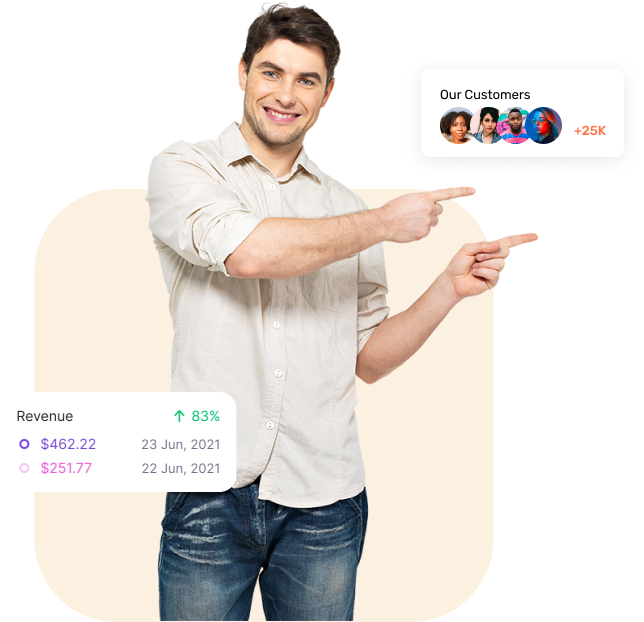 Our Customers
+25K
Revenue ↑ 83%
$462.22 23 Jun, 2021
$251.77 22 Jun, 2021